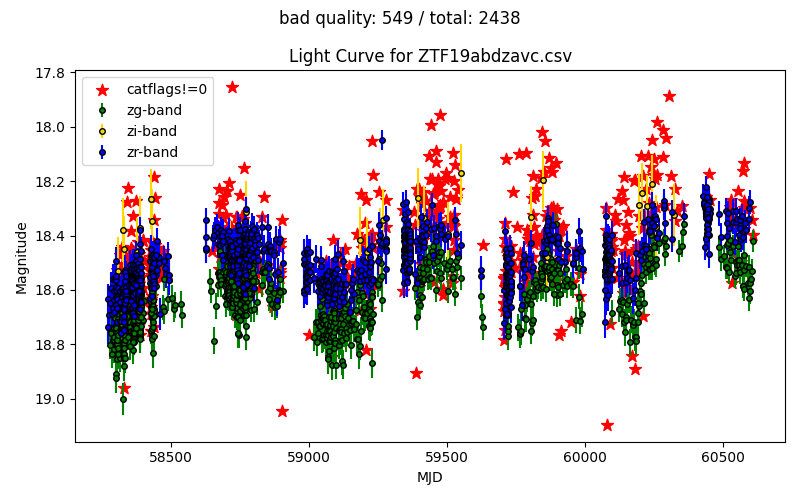 bad quality: 549 / total: 2438
Light Curve for ZTF19abdzavc.csv
catflags!=0
zg-band
zi-band
zr-band
17.8
18.0
18.2
18.4
18.6
18.8
19.0
Magnitude
58500 59000 59500 60000 60500
MJD